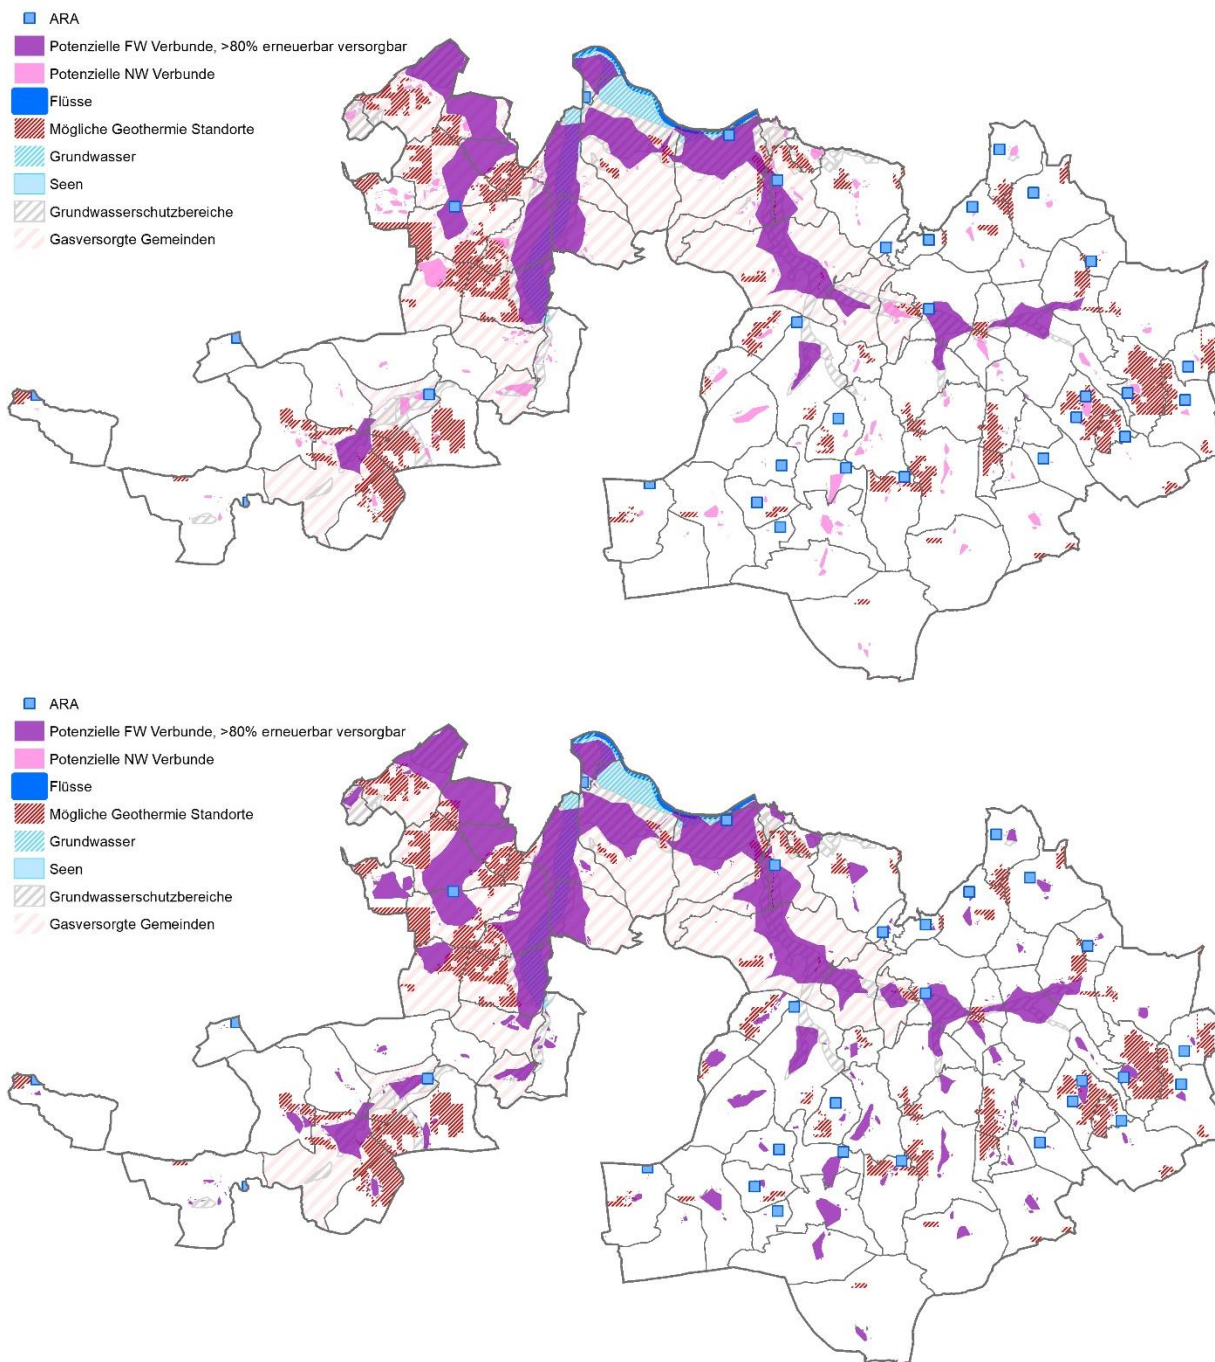 ARA
Potenzielle FW Verbunde, >80% erneuerbar versorgbar
Potenzielle NW Verbunde
Flüsse
Mögliche Geothermie Standorte
Grundwasser
Seen
Grundwasserschutzbereiche
Gasversorgte Gemeinden
ARA
Potenzielle FW Verbunde, >80% erneuerbar versorgbar
Potenzielle NW Verbunde
Flüsse
Mögliche Geothermie Standorte
Grundwasser
Seen
Grundwasserschutzbereiche
Gasversorgte Gemeinden